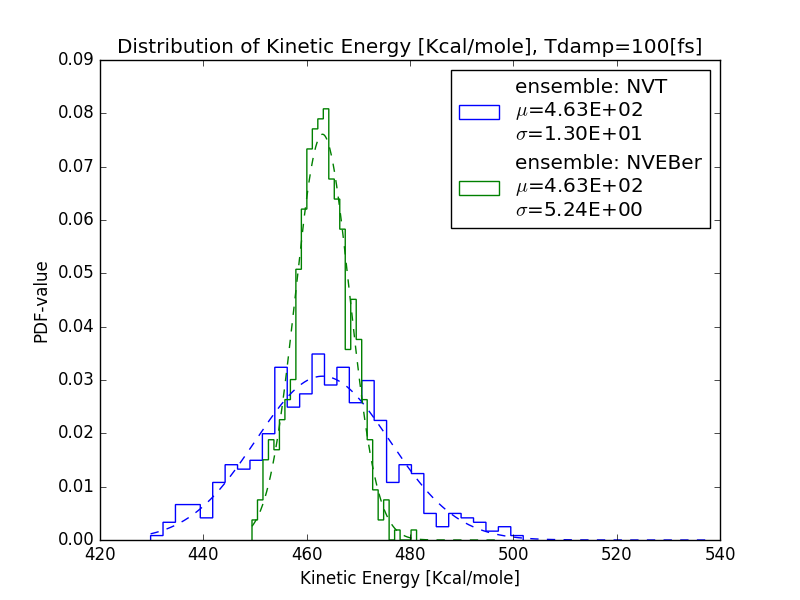 Distribution of Kinetic Energy [Kcal/mole], Tdamp=100[fs]
0.09
0.08
0.07
0.06
0.05
0.04
0.03
0.02
0.01
0.00
PDF-value
ensemble: NVT
μ=4.63E+02
σ=1.30E+01
ensemble: NVEBer
μ=4.63E+02
σ=5.24E+00
420 440 460 480 500 520 540
Kinetic Energy [Kcal/mole]